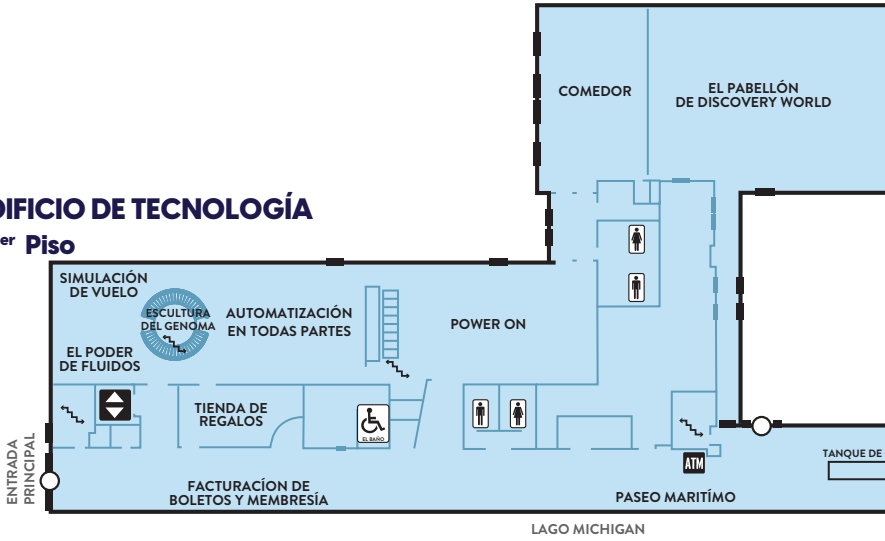 COMEDOR
EL PABELLÓN
DE DISCOVERY WORLD
DIFICIO DE TECNOLOGÍA
er Piso
SIMULACIÓN
DE VUELO
ESCULTURA
DEL GENOMA
AUTOMATIZACIÓN
EN TODAS PARTES
POWER ON
EL PODER
DE FLUIDOS
TIENDA DE
REGALOS
EL BAÑO
ENTRADA
PRINCIPAL
FACTURACÍON DE
BOLETOS Y MEMBRESÍA
ATM
TANQUE DE
PASEO MARITÍMO
LAGO MICHIGAN